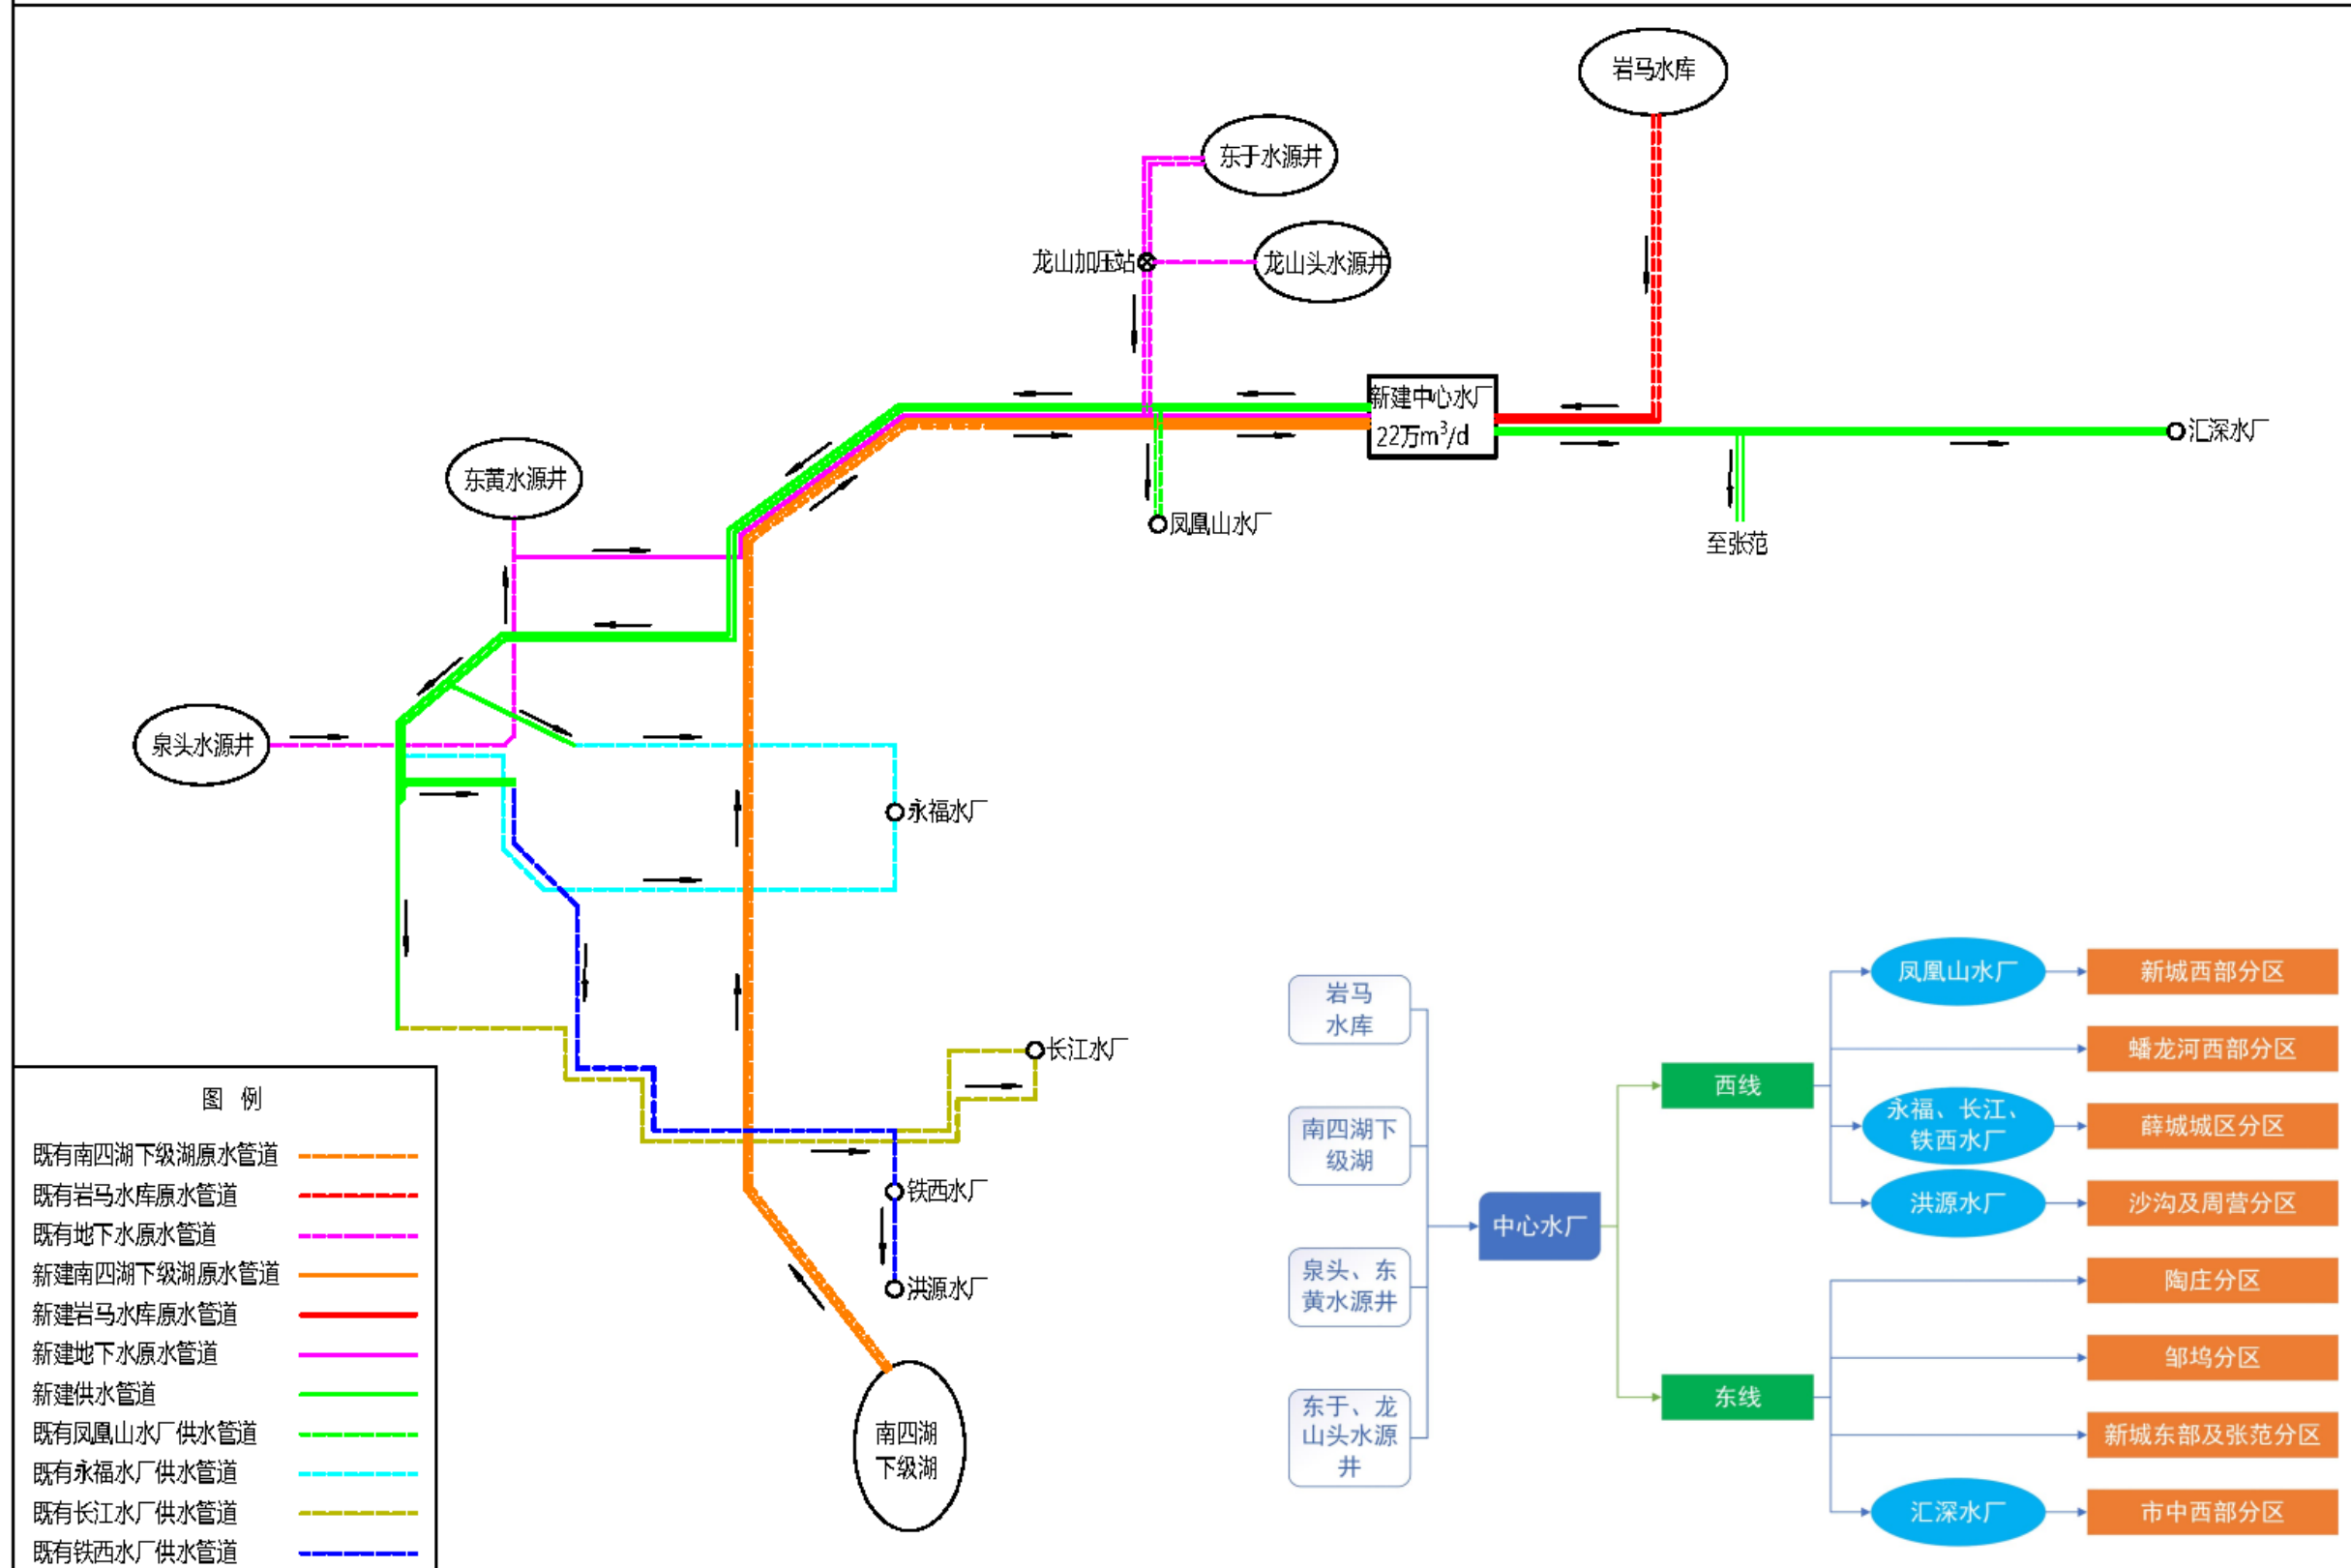 岩马水库
东于水源井
龙山加压站
龙山头水源井
新建中心水厂
22万m³/d
汇深水厂
东黄水源井
凤凰山水厂
至张范
泉头水源井
永福水厂
长江水厂
铁西水厂
洪源水厂
南四湖
下级湖
图 例
既有南四湖下级湖原水管道
既有岩马水库原水管道
既有地下水原水管道
新建南四湖下级湖原水管道
新建岩马水库原水管道
新建地下水原水管道
新建供水管道
既有凤凰山水厂供水管道
既有永福水厂供水管道
既有长江水厂供水管道
既有铁西水厂供水管道
岩马
水库
南四湖下
级湖
泉头、东
黄水源井
东于、龙
山头水源
井
中心水厂
西线
东线
凤凰山水厂
永福、长江、
铁西水厂
洪源水厂
汇深水厂
新城西部分区
蟠龙河西部分区
薛城城区分区
沙沟及周营分区
陶庄分区
邹坞分区
新城东部及张范分区
市中西部分区